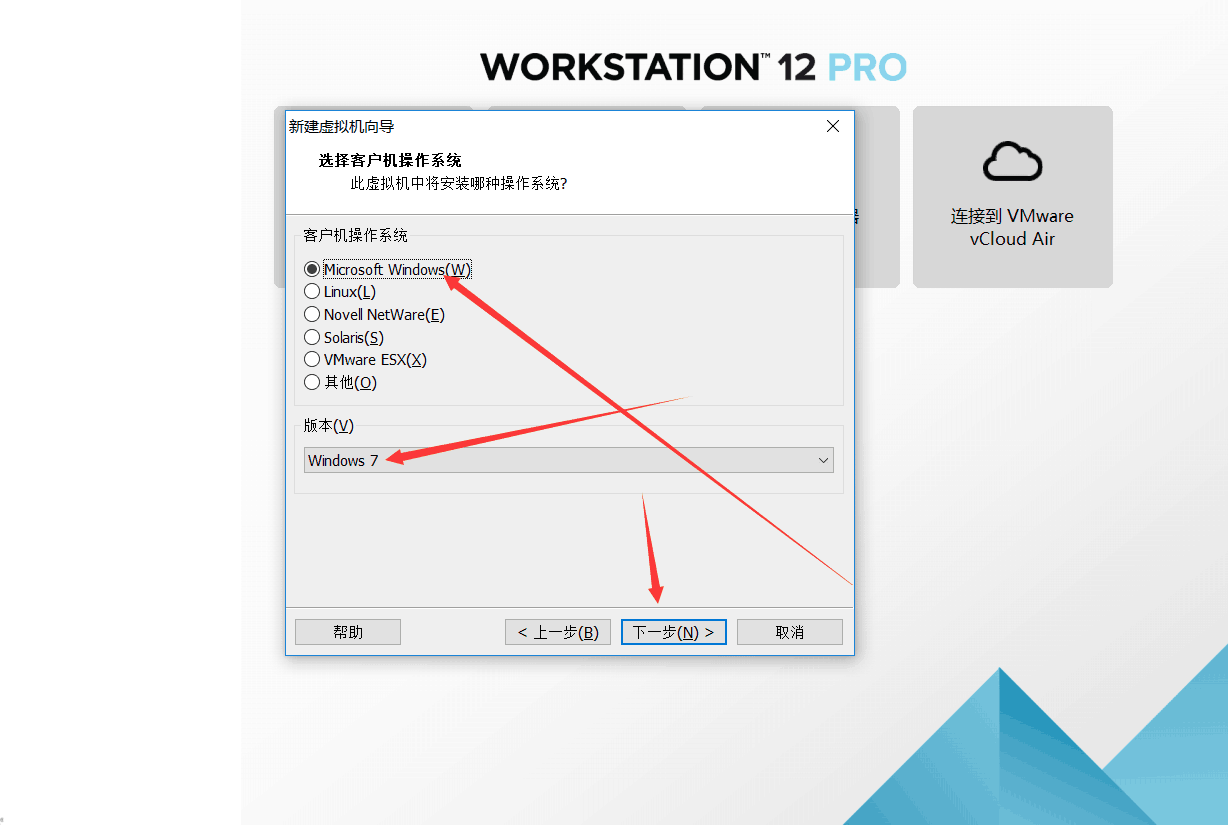 WORKSTATION™ 12 PRO
新建虚拟机向导
选择客户机操作系统
此虚拟机中将安装哪种操作系统?
客户机操作系统
Microsoft Windows(W)
Linux(L)
Novell NetWare(E)
Solaris(S)
VMware ESX(X)
其他(O)
版本(V)
Windows 7
帮助
< 上一步(B)
下一步(N) >
取消
连接到 VMware
vCloud Air